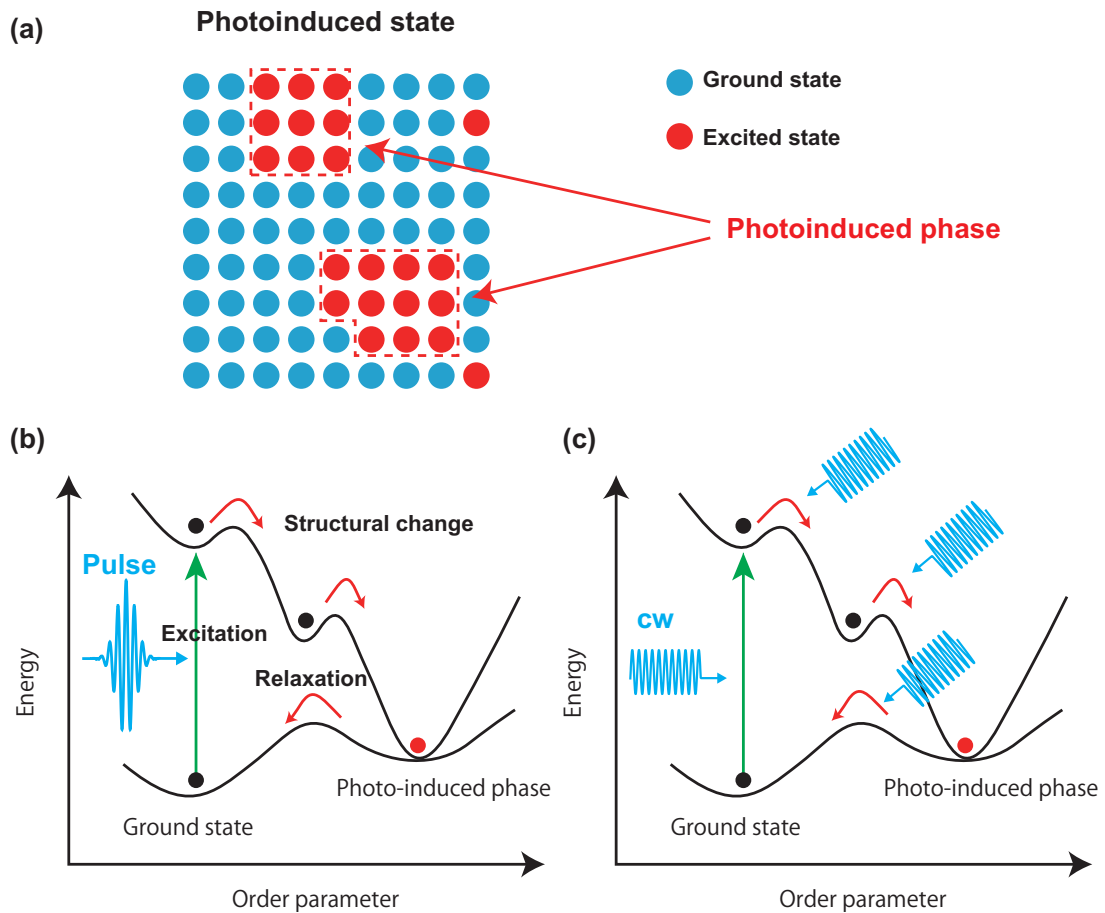 (a)
Photoinduced state
Ground state
Excited state
Photoinduced phase
(b)
Energy
Pulse
Excitation
Structural change
Relaxation
Photo-induced phase
Ground state
Order parameter
(c)
Energy
cw
Photo-induced phase
Ground state
Order parameter